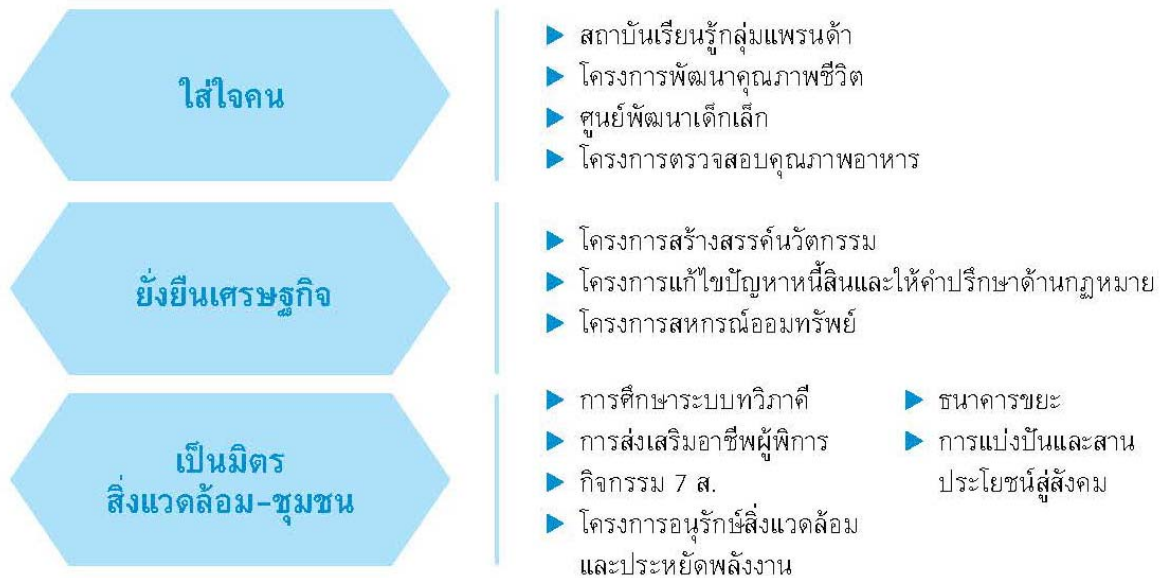 ใส่ใจคน
▶ สถาบันเรียนรู้กลุ่มแพรนด้า
▶ โครงการพัฒนาคุณภาพชีวิต
▶ ศูนย์พัฒนาเด็กเล็ก
▶ โครงการตรวจสอบคุณภาพอาหาร
ยั่งยืนเศรษฐกิจ
▶ โครงการสร้างสรรค์นวัตกรรม
▶ โครงการแก้ไขปัญหาหนี้สินและให้คำปรึกษาด้านกฎหมาย
▶ โครงการสหกรณ์ออมทรัพย์
เป็นมิตร
สิ่งแวดล้อม-ชุมชน
▶ การศึกษาระบบทวิภาคี
▶ การส่งเสริมอาชีพผู้พิการ
▶ กิจกรรม 7 ส.
▶ โครงการอนุรักษ์สิ่งแวดล้อม
และประหยัดพลังงาน
▶ ธนาคารขยะ
▶ การแบ่งปันและสาน
ประโยชน์สู่สังคม